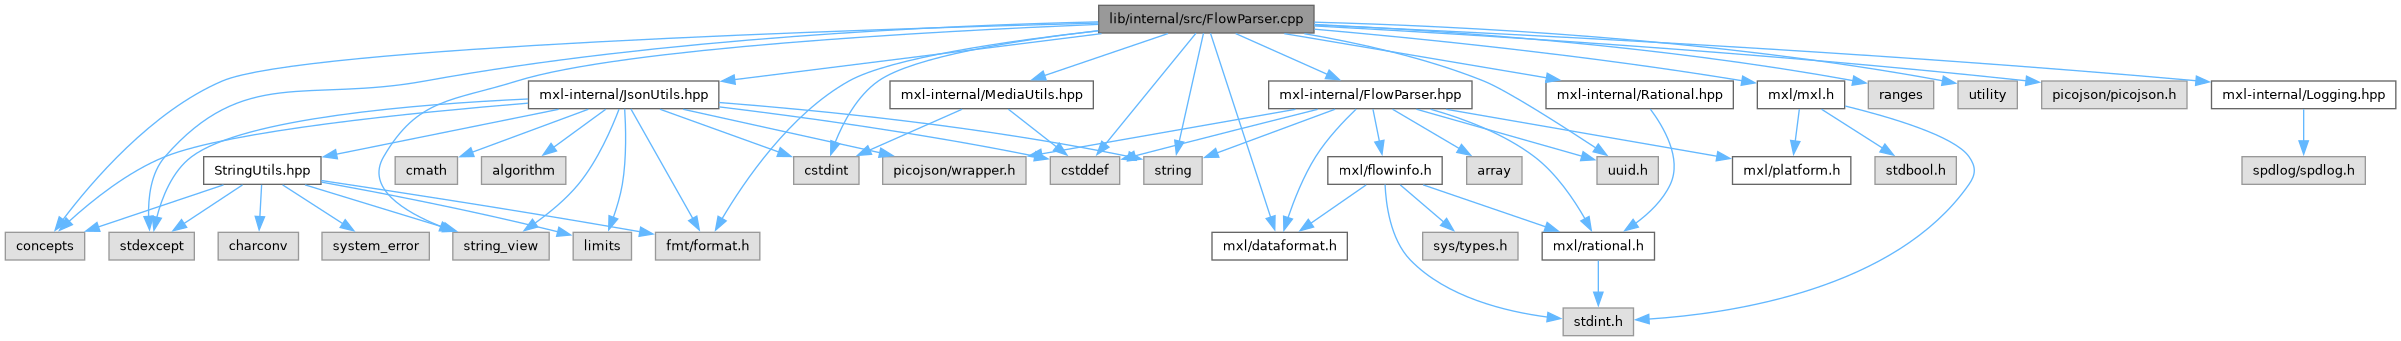 lib/internal/src/FlowParser.cpp
mxl-internal/JsonUtils.hpp
mxl-internal/MediaUtils.hpp
mxl-internal/FlowParser.hpp
mxl-internal/Rational.hpp
mxl/mxl.h
ranges
utility
picojson/picojson.h
mxl-internal/Logging.hpp
StringUtils.hpp
cmath
algorithm
cstdint
picojson/wrapper.h
cstddef
string
mxl/flowinfo.h
array
uuid.h
mxl/platform.h
stdbool.h
spdlog/spdlog.h
concepts
stdexcept
charconv
system_error
string_view
limits
fmt/format.h
mxl/dataformat.h
sys/types.h
mxl/rational.h
stdint.h